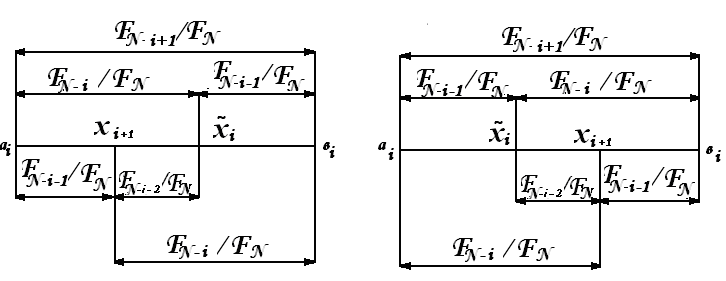 F_{N-i+1}/F_N
F_{N-i}/F_N F_{N-i-1}/F_N
x_{i+1} x̃_i
a_i в_i
F_{N-i-1}/F_N F_{N-i-2}/F_N
F_{N-i}/F_N
F_{N-i+1}/F_N
F_{N-i-1}/F_N F_{N-i}/F_N
x̃_i x_{i+1}
a_i в_i
F_{N-i-2}/F_N F_{N-i-1}/F_N
F_{N-i}/F_N